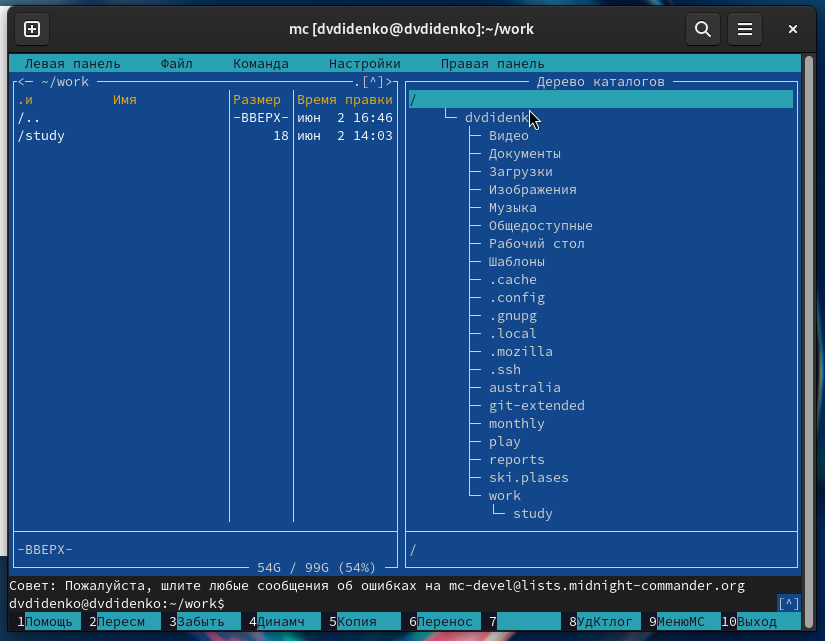 mc [dvdidenko@dvdidenko]:~/work
Левая панель Файл Команда Настройки Правая панель
<— ~/work .[^]> Дерево каталогов
.и Имя Размер Время правки /
/.. -ВВЕРХ- июн 2 16:46
/study 18 июн 2 14:03
dvdidenk
Видео
Документы
Загрузки
Изображения
Музыка
Общедоступные
Рабочий стол
Шаблоны
.cache
.config
.gnupg
.local
.mozilla
.ssh
australia
git-extended
monthly
play
reports
ski.plases
work
study
-ВВЕРХ- /
54G / 99G (54%)
Совет: Пожалуйста, шлите любые сообщения об ошибках на mc-devel@lists.midnight-commander.org
dvdidenko@dvdidenko:~/work$ [^]
1Помощь 2Пересм 3Забыть 4Динамч 5Копия 6Перенос 7 8УдКтлог 9МенюМС 10Выход